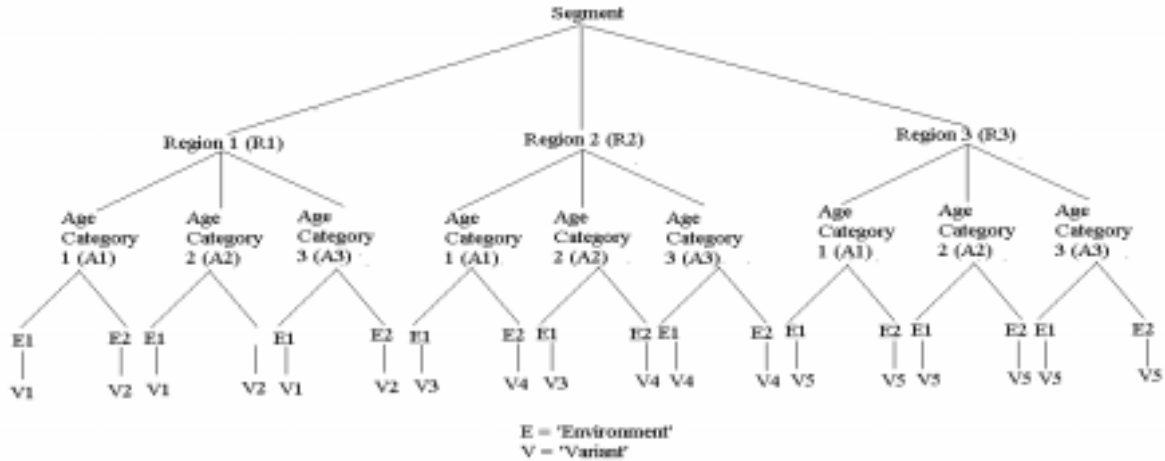 Segment
Region 1 (R1) Region 2 (R2) Region 3 (R3)
Age Age Age Age Age Age Age Age Age
Category Category Category Category Category Category Category Category Category
1 (A1) 2 (A2) 3 (A3) 1 (A1) 2 (A2) 3 (A3) 1 (A1) 2 (A2) 3 (A3)
E1 E2 E1 E1 E2 E1 E2 E1 E2 E1 E2 E1 E2 E1 E2 E1 E2
V1 V2 V1 V2 V1 V2 V3 V4 V3 V4 V4 V4 V5 V5 V5 V5 V5 V5
E = 'Environment'
V = 'Variant'